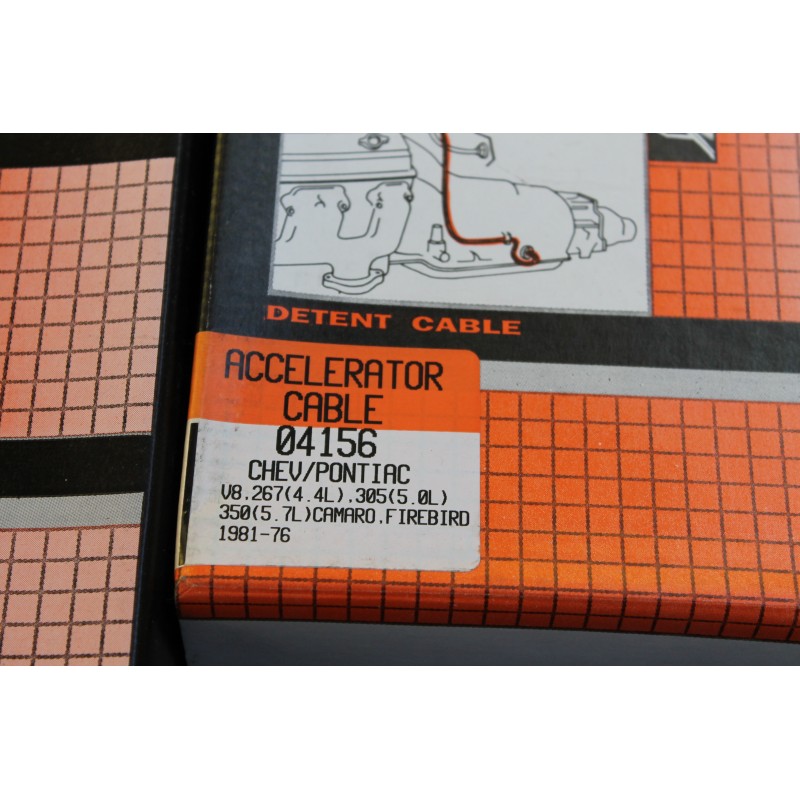 DETENT CABLE
ACCELERATOR
CABLE
04156
CHEV/PONTIAC
V8.267(4.4L).305(5.0L)
350(5.7L)CAMARO.FIREBIRD
1981-76